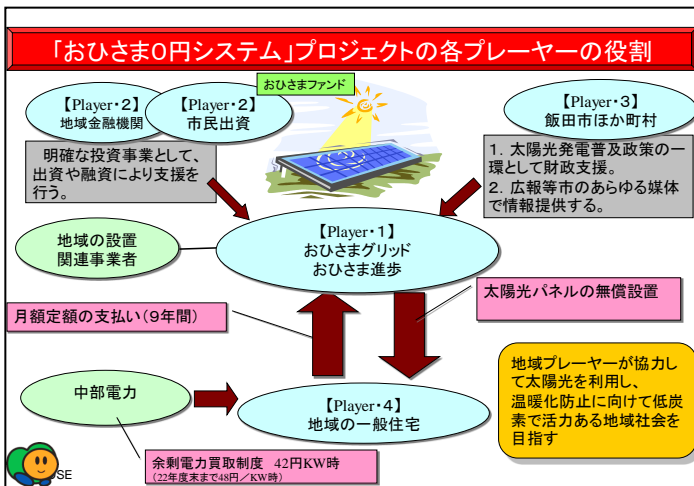 「おひさま0円システム」プロジェクトの各プレーヤーの役割
おひさまファンド
【Player・2】
地域金融機関
【Player・2】
市民出資
【Player・3】
飯田市ほか町村
明確な投資事業として、
出資や融資により支援を
行う。
1. 太陽光発電普及政策の一
環として財政支援。
2. 広報等市のあらゆる媒体
で情報提供する。
【Player・1】
おひさまグリッド
おひさま進歩
地域の設置
関連事業者
月額定額の支払い(9年間)
太陽光パネルの無償設置
中部電力
【Player・4】
地域の一般住宅
地域プレーヤーが協力し
て太陽光を利用し、
温暖化防止に向けて低炭
素で活力ある地域社会を
目指す
余剰電力買取制度 42円KW時
(22年度末まで48円/KW時)